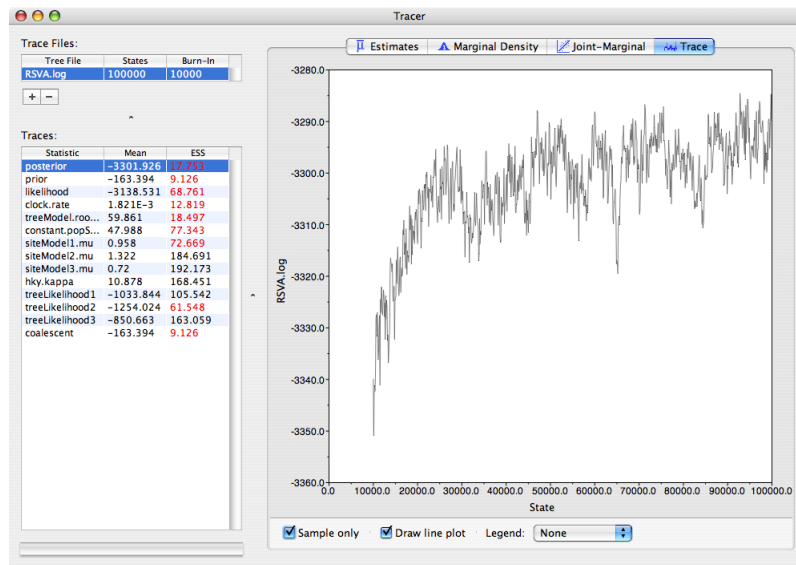 Tracer
Trace Files:
Tree File States Burn-In
RSVA.log 100000 10000
+ −
Traces:
Statistic Mean ESS
posterior -3301.926 17.753
prior -163.394 9.126
likelihood -3138.531 68.761
clock.rate 1.821E-3 12.819
treeModel.roo... 59.861 18.497
constant.popS... 47.988 77.343
siteModel1.mu 0.958 72.669
siteModel2.mu 1.322 184.691
siteModel3.mu 0.72 192.173
hky.kappa 10.878 168.451
treeLikelihood1 -1033.844 105.542
treeLikelihood2 -1254.024 61.548
treeLikelihood3 -850.663 163.059
coalescent -163.394 9.126
μ Estimates Marginal Density Joint-Marginal Trace
-3280.0
-3290.0
-3300.0
-3310.0
-3320.0
-3330.0
-3340.0
-3350.0
-3360.0
RSVA.log
0.0 10000.0 20000.0 30000.0 40000.0 50000.0 60000.0 70000.0 80000.0 90000.0 100000.0
State
Sample only Draw line plot Legend: None